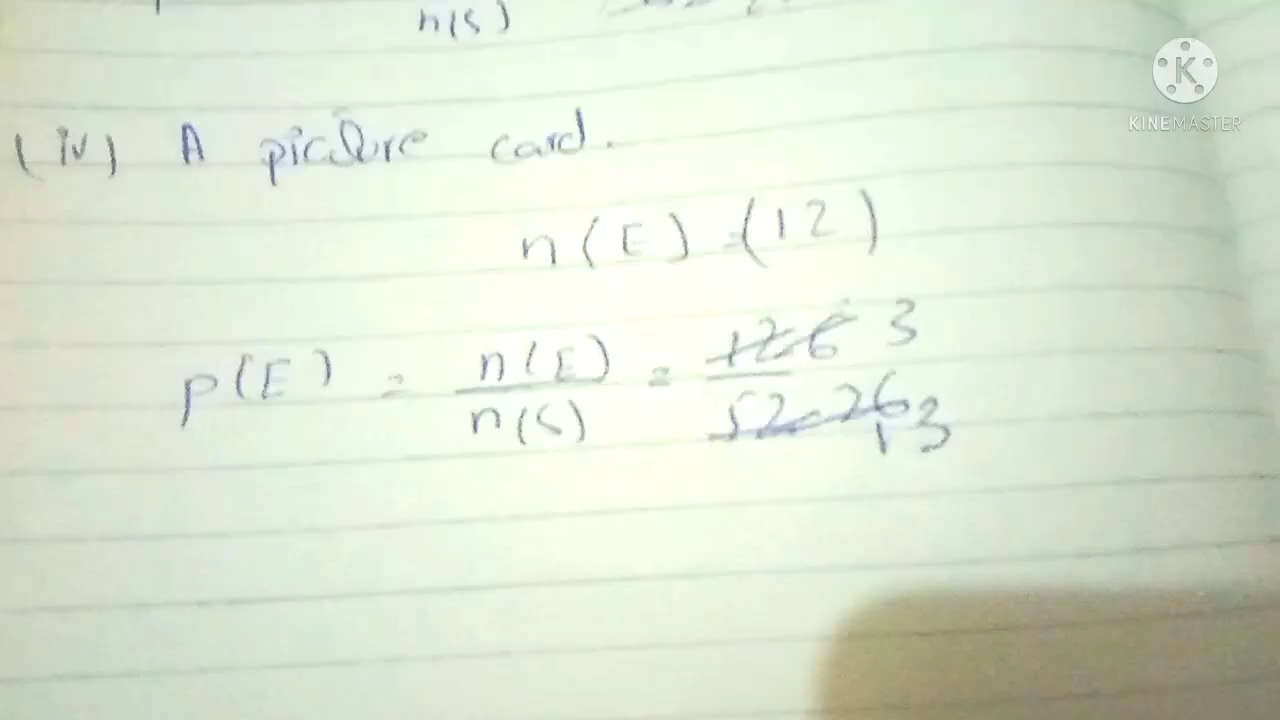 n(S)
(iv) A picture card.
n(E) = (12)
P(E) = n(E)/n(S) = 12 6 3/52 26 13
KINEMASTER